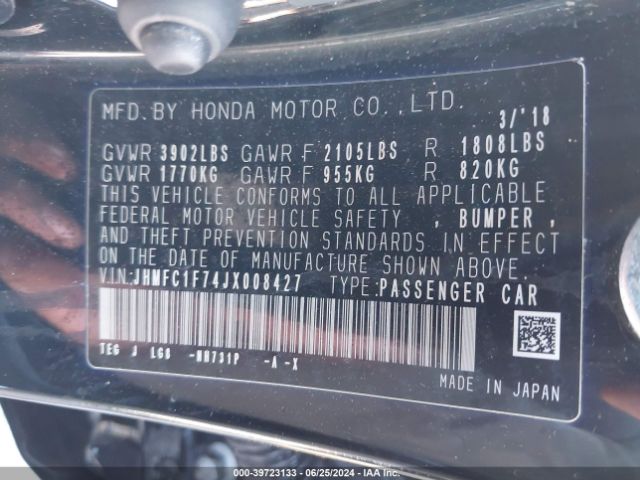 MFD.BY HONDA MOTOR CO.,LTD. 3/'18
GVWR 3902LBS GAWR F 2105LBS R 1808LBS
GVWR 1770KG GAWR F 955KG R 820KG
THIS VEHICLE CONFORMS TO ALL APPLICABLE
FEDERAL MOTOR VEHICLE SAFETY , BUMPER ,
AND THEFT PREVENTION STANDARDS IN EFFECT
ON THE DATE OF MANUFACTURE SHOWN ABOVE.
VIN:JHMFC1F74JX008427 TYPE:PASSENGER CAR
TEG J LG8 -NH731P -A -X
MADE IN JAPAN
000-39723133 - 06/25/2024 - IAA Inc.